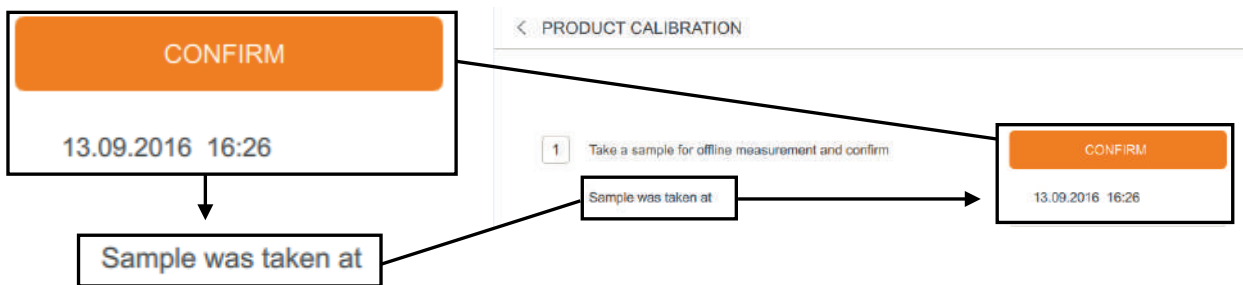 CONFIRM
13.09.2016 16:26
Sample was taken at
< PRODUCT CALIBRATION
1 Take a sample for offline measurement and confirm
CONFIRM
Sample was taken at
13.09.2016 16:26